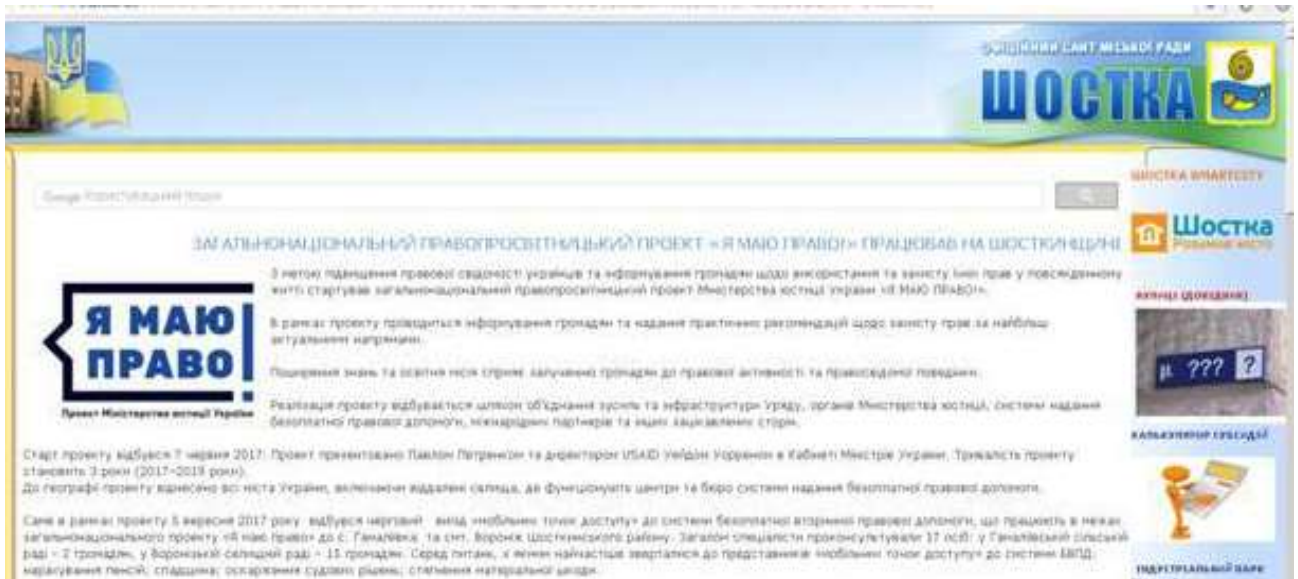 ОФІЦІЙНИЙ САЙТ МІСЬКОЇ РАДИ
ШОСТКА
Google
ШОСТКА SMARTCITY
Шостка
Розумне місто
ЗАГАЛЬНОНАЦІОНАЛЬНИЙ ПРАВОПРОСВІТНИЦЬКИЙ ПРОЕКТ «Я МАЮ ПРАВО!» ПРАЦЮВАВ НА ШОСТКИНЩИНІ
Я МАЮ
ПРАВО!
Проект Міністерства юстиції України
З метою підвищення правової свідомості українців та інформування громадян щодо використання та захисту їхніх прав у повсякденному
житті стартував загальнонаціональний правопросвітницький проект Міністерства юстиції України «Я МАЮ ПРАВО!».
В рамках проекту проводиться інформування громадян та надання практичних рекомендацій щодо захисту прав за найбільш
актуальними напрямами.
Поширення знань та освітня місія сприяє залученню громадян до правової активності та правосвідомої поведінки.
Реалізація проекту відбувається шляхом об'єднання зусиль та інфраструктури Уряду, органів Міністерства юстиції, системи надання
безоплатної правової допомоги, міжнародних партнерів та інших зацікавлених сторін.
Старт проекту відбувся 7 червня 2017. Проект презентовано Павлом Петренком та директором USAID Уейдом Уорреном в Кабінеті Міністрів України. Тривалість проекту
становить 3 роки (2017-2019 роки).
До географії проекту віднесено всі міста України, включаючи віддалені селища, де функціонують центри та бюро системи надання безоплатної правової допомоги.
Саме в рамках проекту 5 вересня 2017 року відбувся черговий виїзд «мобільних точок доступу» до системи безоплатної вторинної правової допомоги, що працюють в межах
загальнонаціонального проекту «Я маю право» до с. Гамаліївка та смт. Вороніж Шосткинського району. Загалом спеціалісти проконсультували 17 осіб: у Гамаліївській сільській
раді – 2 громадян, у Воронізькій селищній раді – 15 громадян. Серед питань, з якими найчастіше зверталися до представників «мобільних точок доступу» до системи БВПД:
нарахування пенсій; спадщина; оскарження судових рішень; стягнення матеріальної шкоди.
ВУЛИЦІ (ДОВІДНИК)
???
?
КАЛЬКУЛЯТОР СУБСИДІЇ
ІНДУСТРІАЛЬНИЙ ПАРК